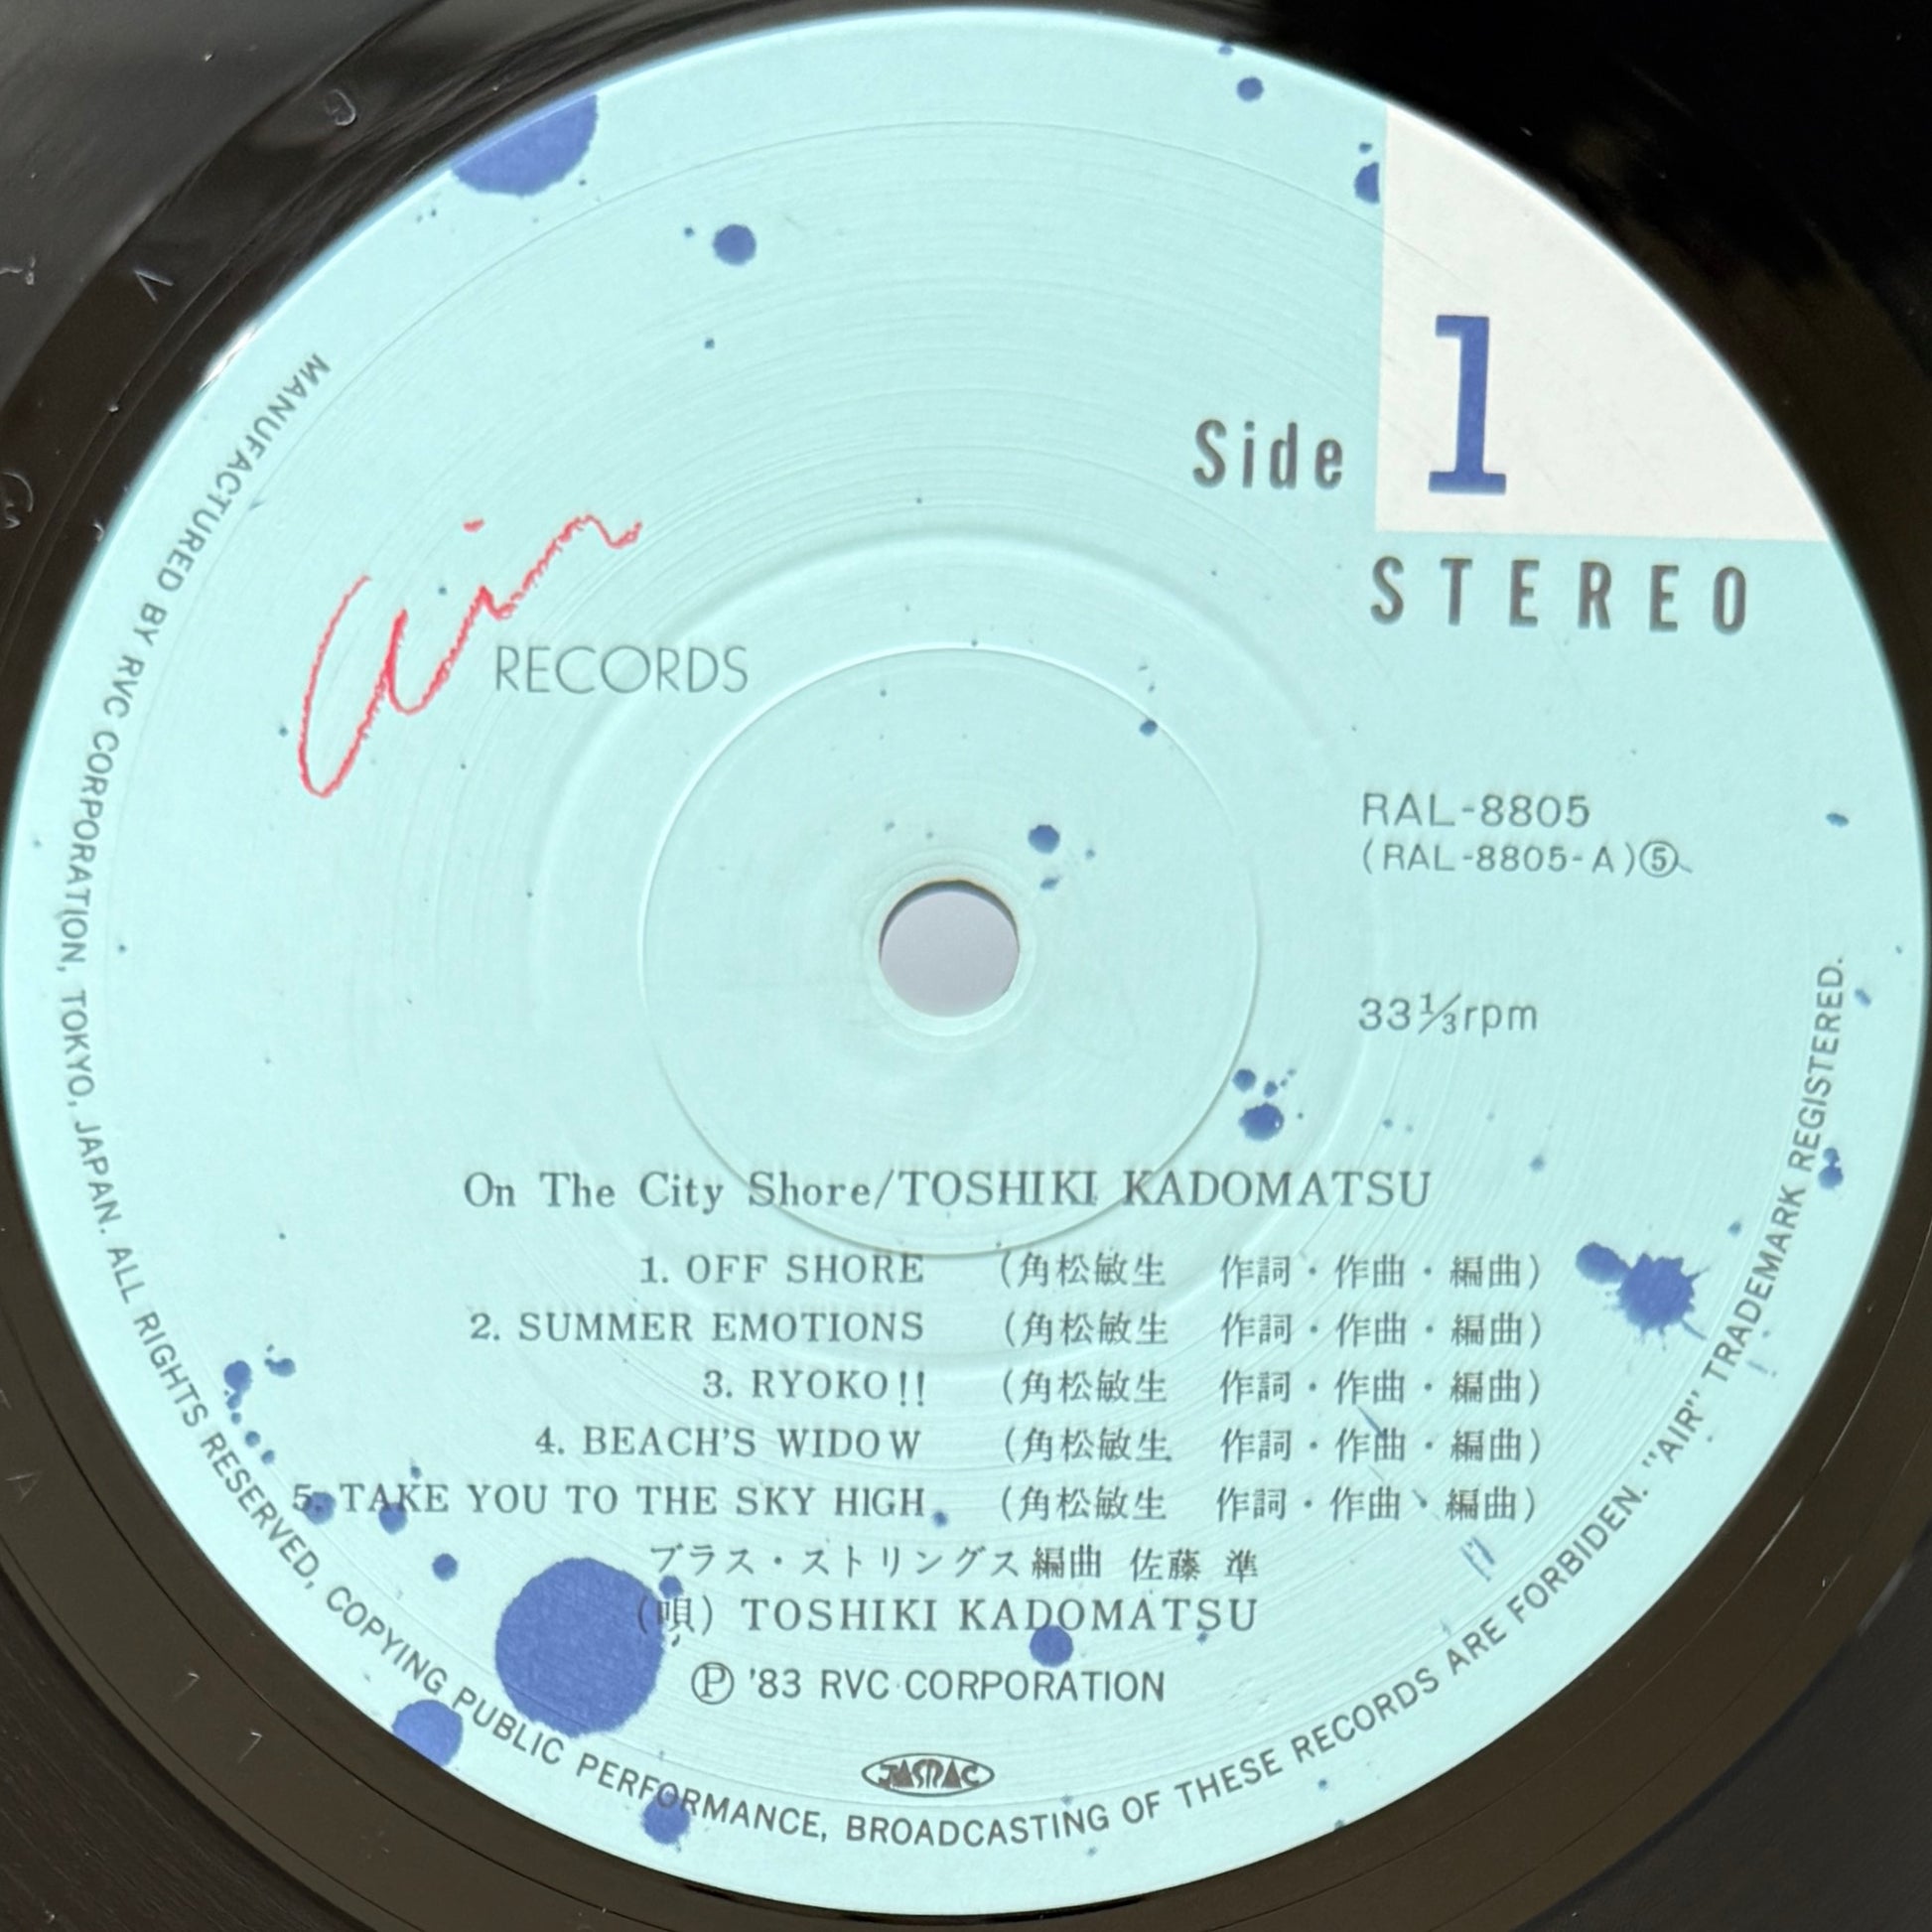 Side 1
STEREO
Air RECORDS
RAL-8805
(RAL-8805-A)⑤
33⅓rpm
On The City Shore/TOSHIKI KADOMATSU
1. OFF SHORE (角松敏生 作詞・作曲・編曲)
2. SUMMER EMOTIONS (角松敏生 作詞・作曲・編曲)
3. RYOKO!! (角松敏生 作詞・作曲・編曲)
4. BEACH'S WIDOW (角松敏生 作詞・作曲・編曲)
5. TAKE YOU TO THE SKY HIGH (角松敏生 作詞・作曲・編曲)
ブラス・ストリングス編曲 佐藤 準
(唄) TOSHIKI KADOMATSU
Ⓟ '83 RVC CORPORATION
JASRAC
MANUFACTURED BY RVC CORPORATION, TOKYO, JAPAN. ALL RIGHTS RESERVED, COPYING PUBLIC PERFORMANCE, BROADCASTING OF THESE RECORDS ARE FORBIDEN. "AIR" TRADEMARK REGISTERED.